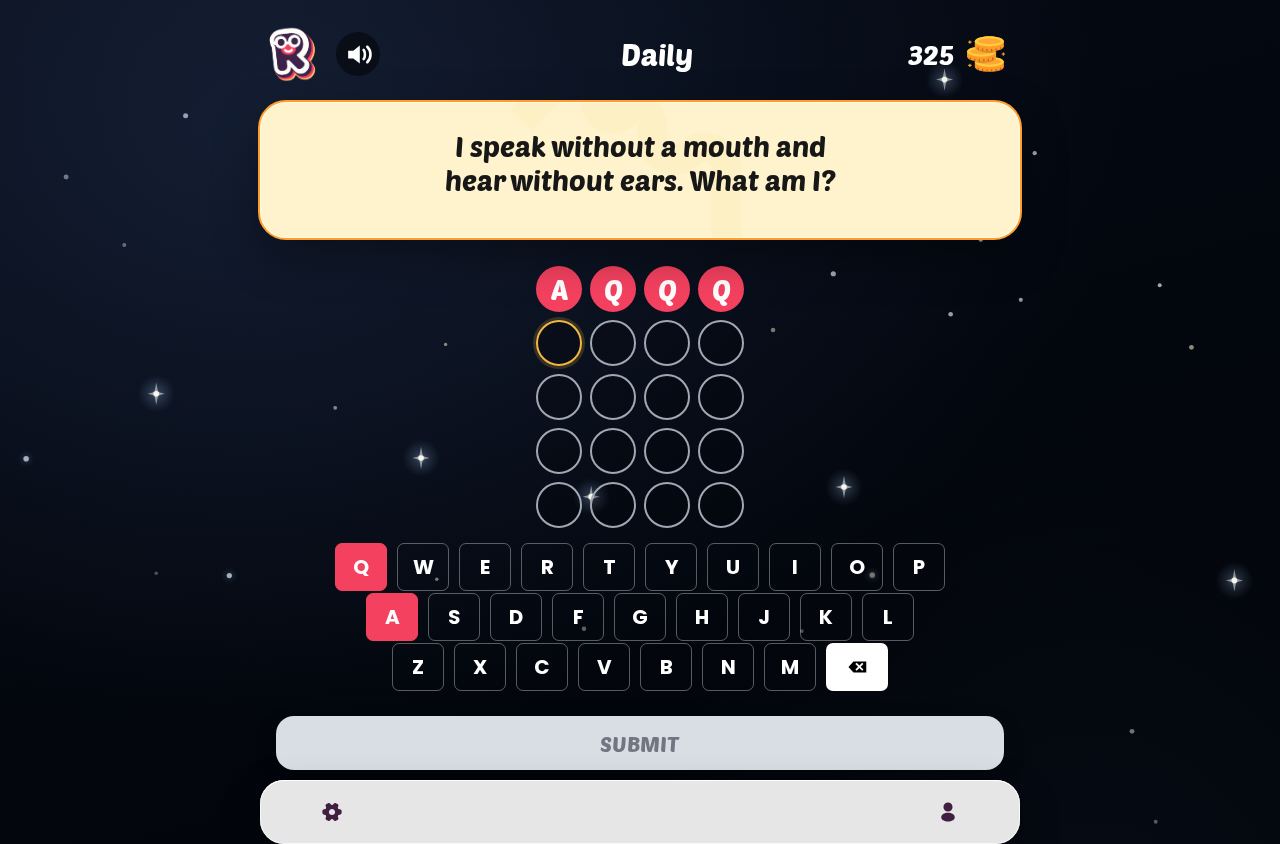 R
Daily
325
I speak without a mouth and
hear without ears. What am I?
A Q Q Q
Q W E R T Y U I O P
A S D F G H J K L
Z X C V B N M
SUBMIT